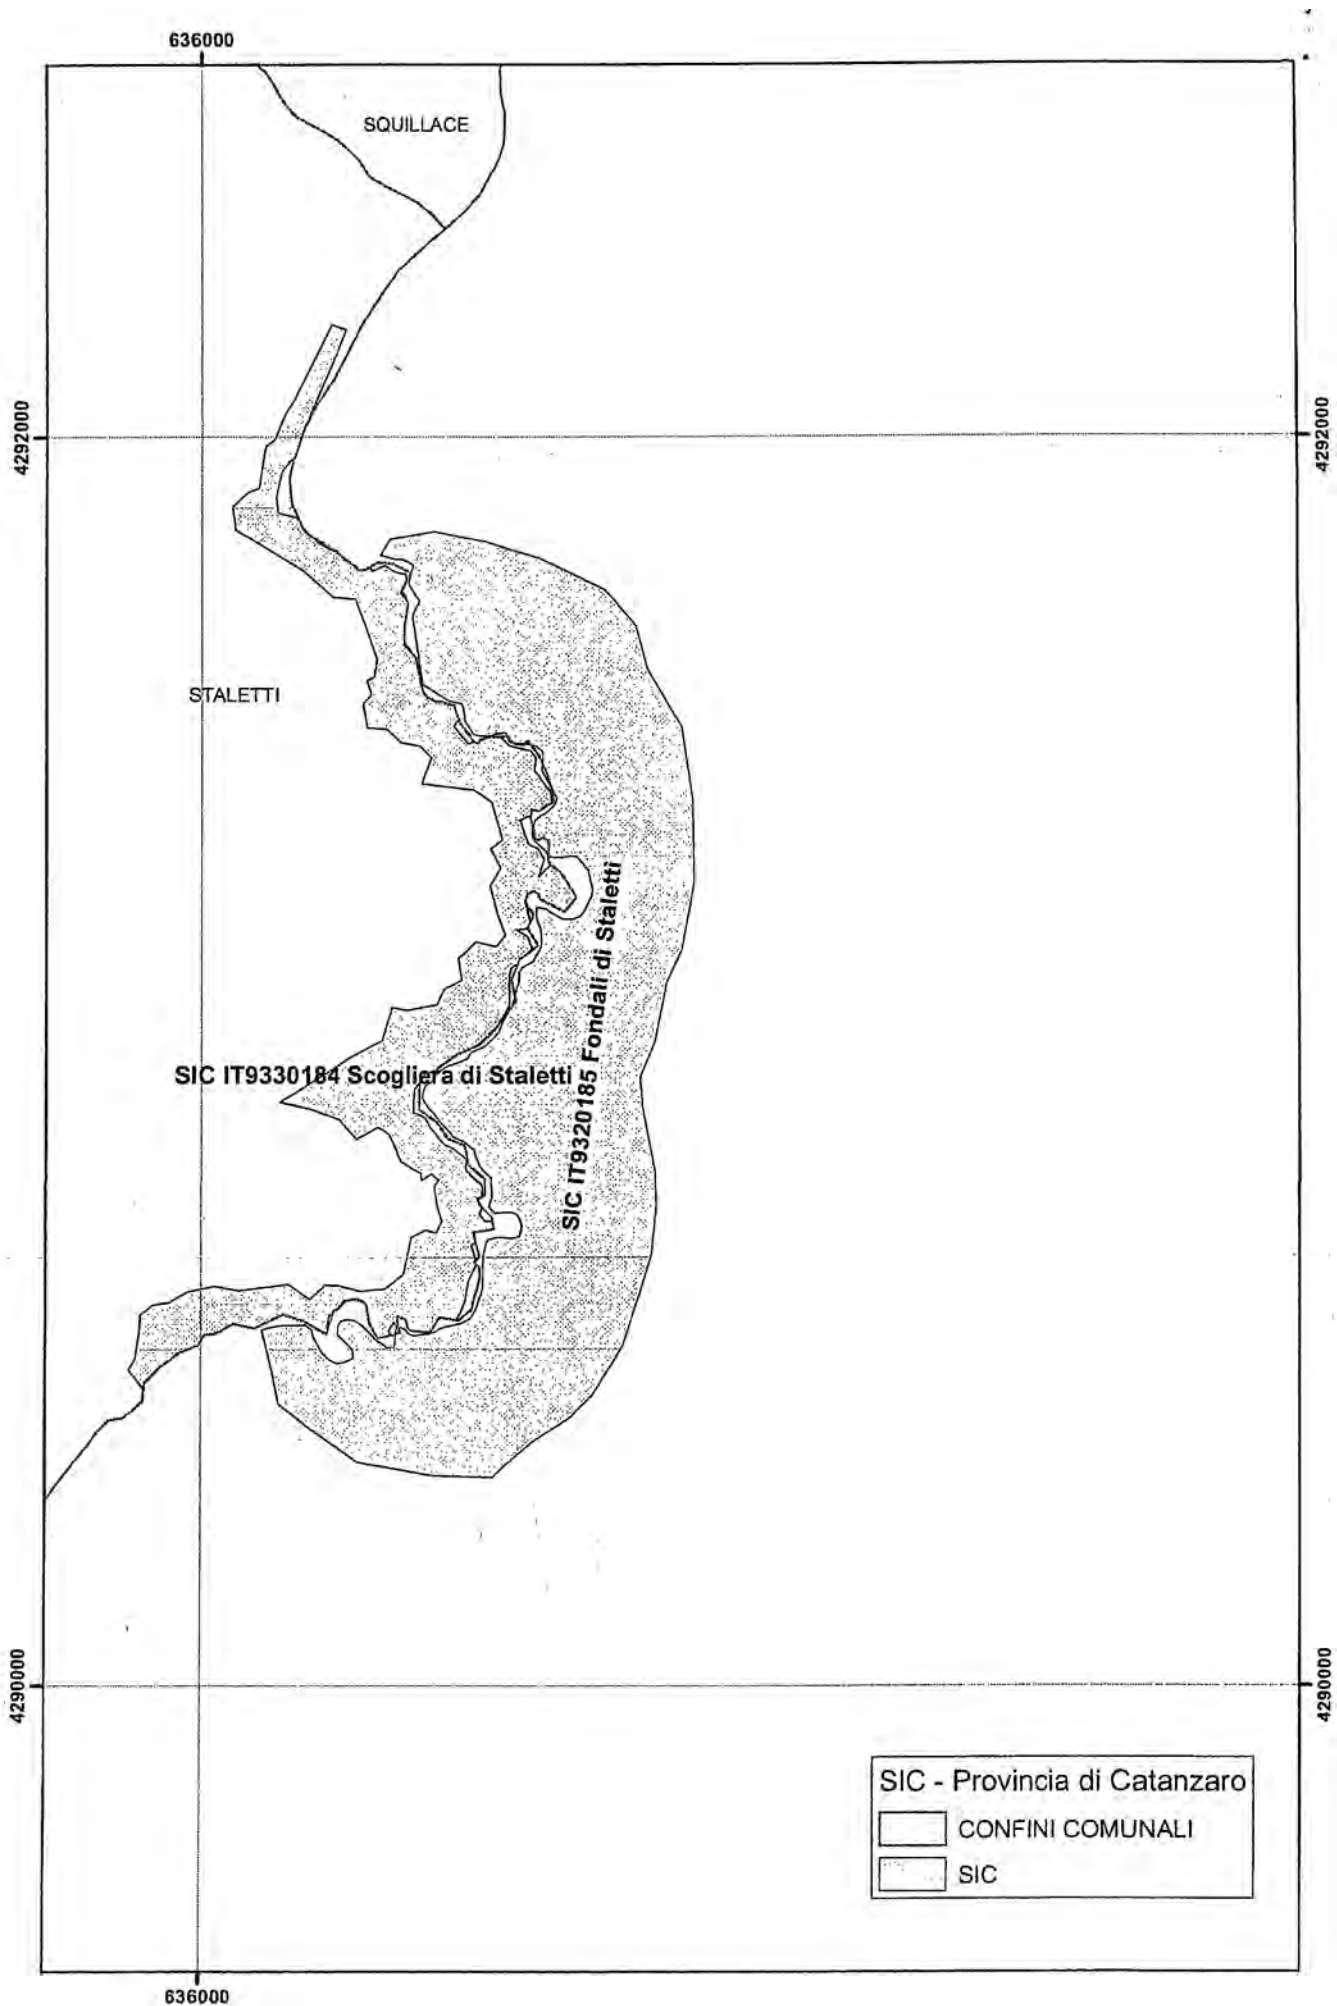 636000
SQUILLACE
4292000
4292000
STALETTI
SIC IT9320185 Fondali di Stalettì
SIC IT9330184 Scogliera di Staletti
4290000
4290000
SIC - Provincia di Catanzaro
CONFINI COMUNALI
SIC
636000